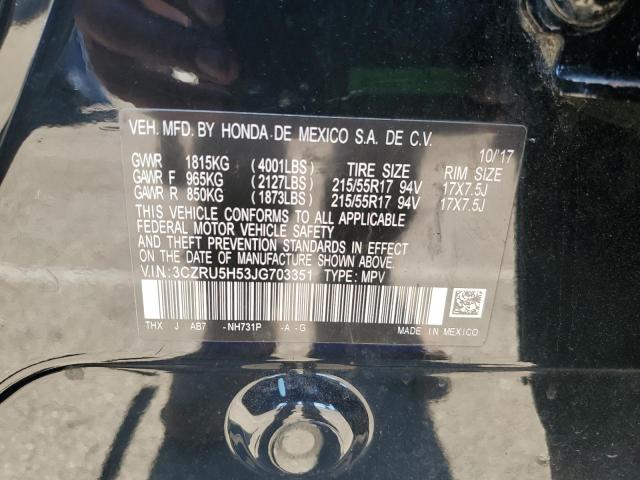 VEH. MFD. BY HONDA DE MEXICO S.A. DE C.V.
10/'17
GVWR 1815KG (4001LBS) TIRE SIZE RIM SIZE
GAWR F 965KG (2127LBS) 215/55R17 94V 17X7.5J
GAWR R 850KG (1873LBS) 215/55R17 94V 17X7.5J
THIS VEHICLE CONFORMS TO ALL APPLICABLE
FEDERAL MOTOR VEHICLE SAFETY
BUMPER, AND THEFT PREVENTION
STANDARDS IN EFFECT ON
THE DATE OF MANUFACTURE SHOWN ABOVE.
V.I.N: 3CZRU5H53JG703351 TYPE: MPV
THX J AB7 -NH731P -A -G MADE IN MEXICO